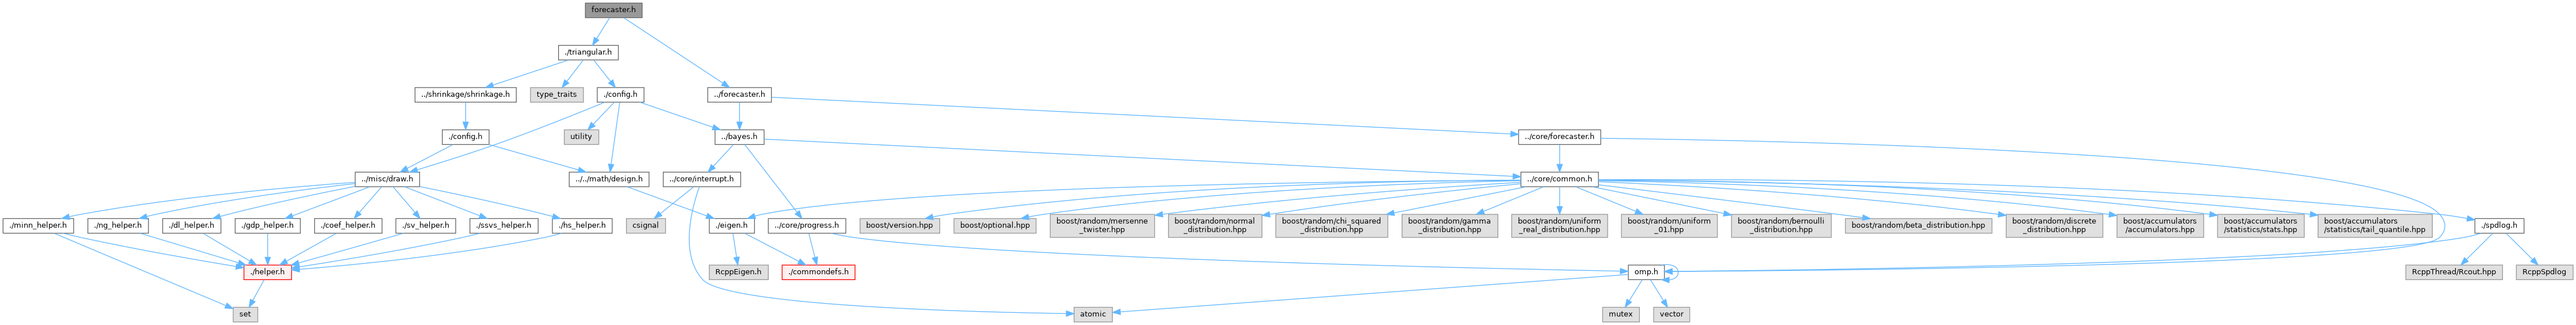 forecaster.h
./triangular.h
../shrinkage/shrinkage.h
type_traits
./config.h
../forecaster.h
./config.h
utility
../bayes.h
../core/forecaster.h
../misc/draw.h
../../math/design.h
../core/interrupt.h
../core/common.h
./minn_helper.h
./ng_helper.h
./dl_helper.h
./gdp_helper.h
./coef_helper.h
./sv_helper.h
./ssvs_helper.h
./hs_helper.h
csignal
./eigen.h
../core/progress.h
boost/version.hpp
boost/optional.hpp
boost/random/mersenne
_twister.hpp
boost/random/normal
_distribution.hpp
boost/random/chi_squared
_distribution.hpp
boost/random/gamma
_distribution.hpp
boost/random/uniform
_real_distribution.hpp
boost/random/uniform
_01.hpp
boost/random/bernoulli
_distribution.hpp
boost/random/beta_distribution.hpp
boost/random/discrete
_distribution.hpp
boost/accumulators
/accumulators.hpp
boost/accumulators
/statistics/stats.hpp
boost/accumulators
/statistics/tail_quantile.hpp
./spdlog.h
./helper.h
RcppEigen.h
./commondefs.h
omp.h
RcppThread/Rcout.hpp
RcppSpdlog
set
atomic
mutex
vector